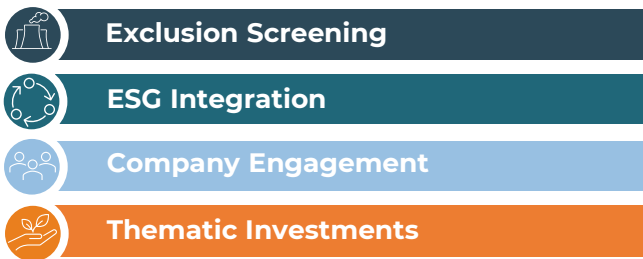 Exclusion Screening
ESG Integration
Company Engagement
Thematic Investments